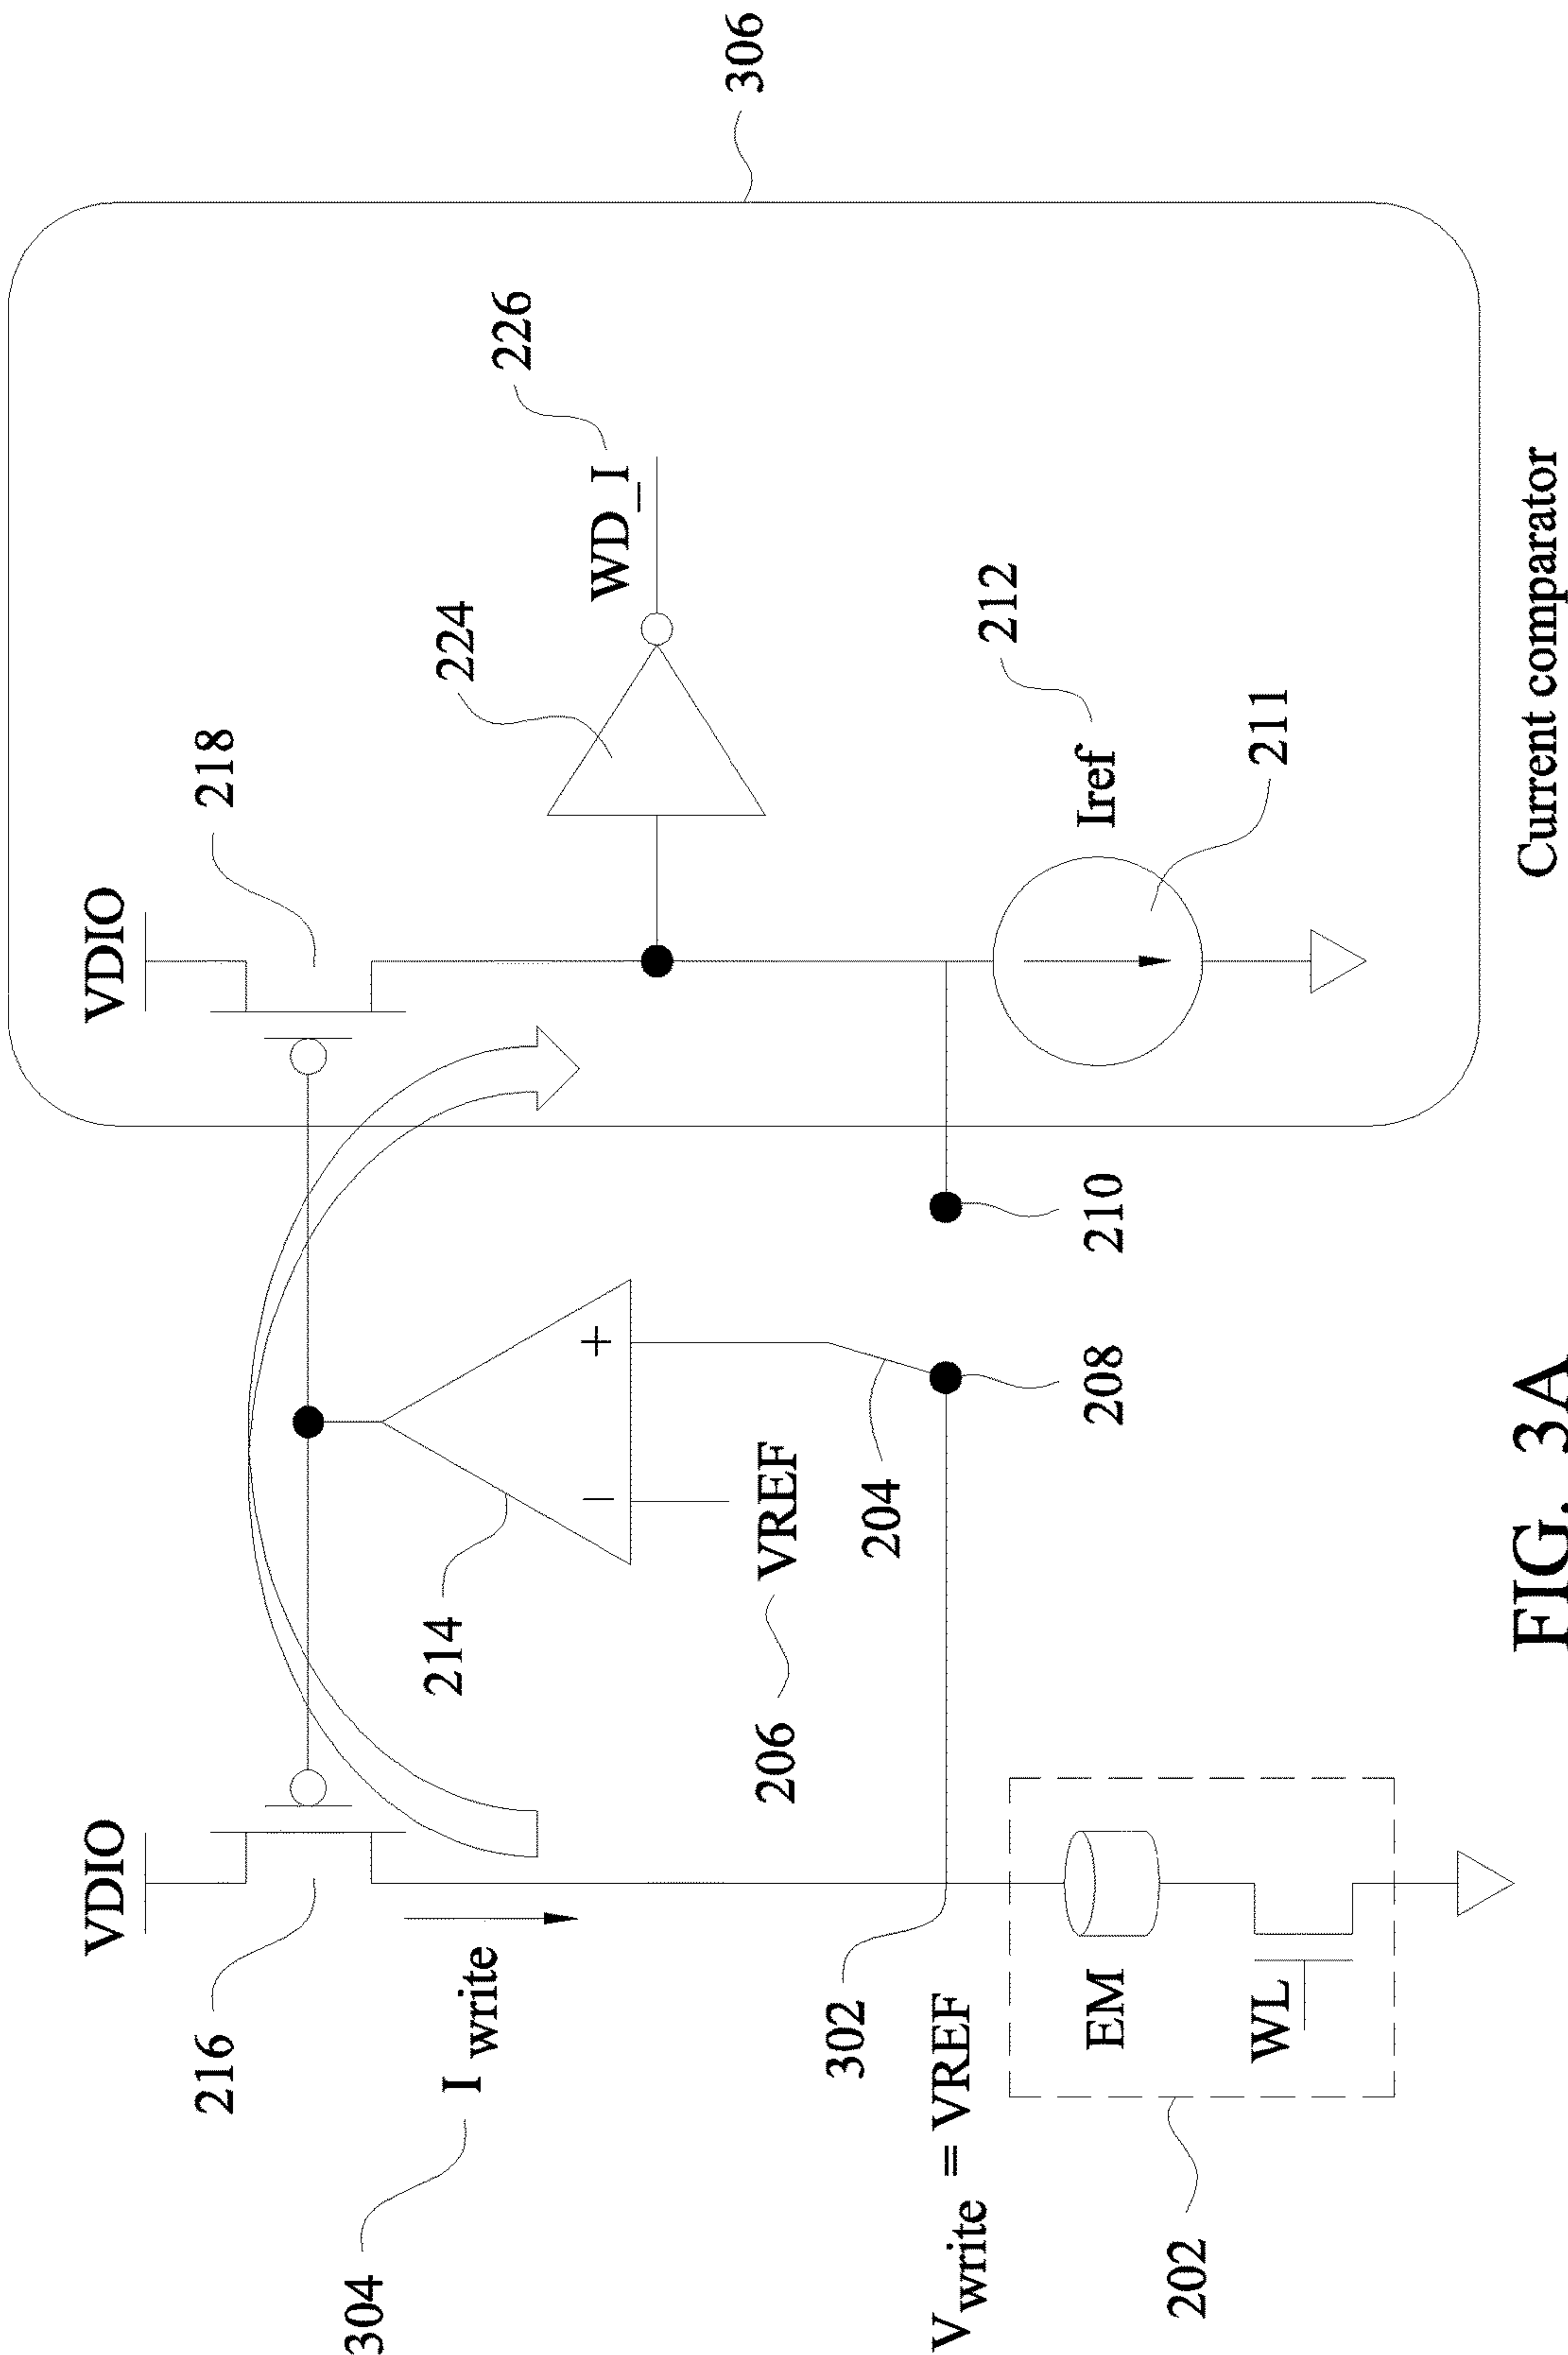 VDIO
VDIO
216
218
304
I write
214
224
WD_I
226
206
VREF
302
Vwrite = VREF
204
208
210
Iref
212
211
202
EM
WL
306
+
−
Current comparator
FIG. 3A